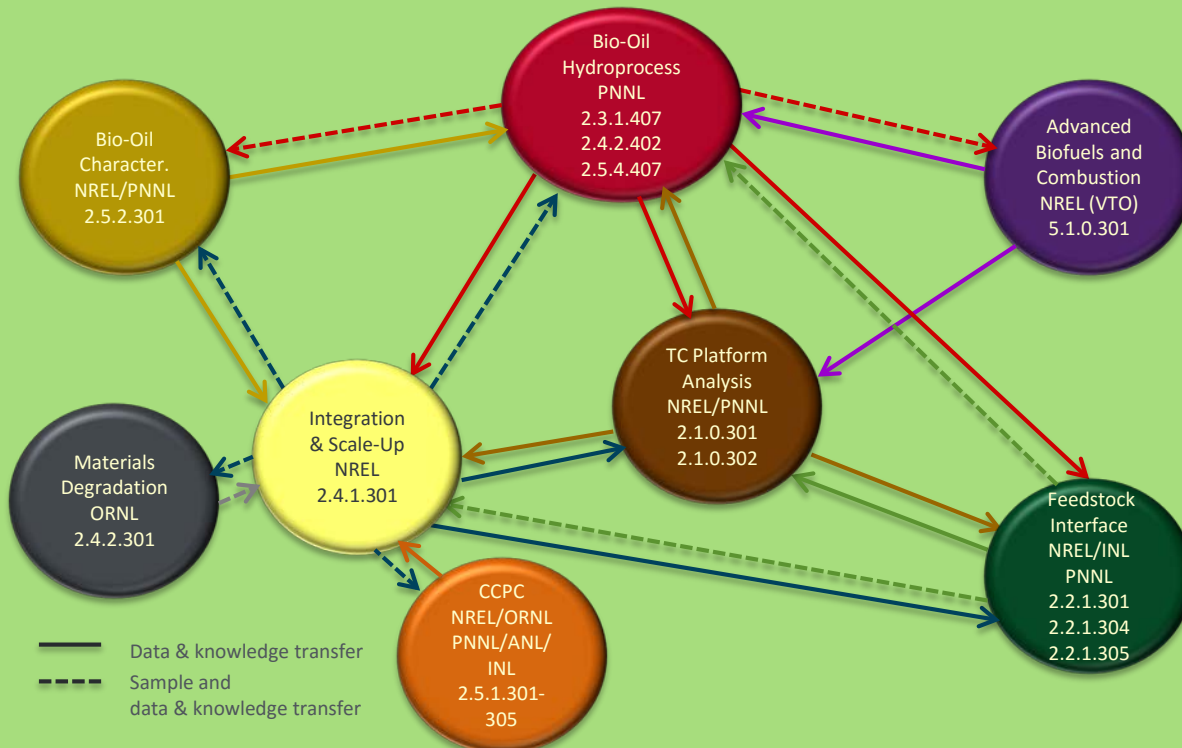 Bio-Oil
Hydroprocess
PNNL
2.3.1.407
2.4.2.402
2.5.4.407
Bio-Oil
Character.
NREL/PNNL
2.5.2.301
Advanced
Biofuels and
Combustion
NREL (VTO)
5.1.0.301
TC Platform
Analysis
NREL/PNNL
2.1.0.301
2.1.0.302
Integration
& Scale-Up
NREL
2.4.1.301
Materials
Degradation
ORNL
2.4.2.301
Feedstock
Interface
NREL/INL
PNNL
2.2.1.301
2.2.1.304
2.2.1.305
CCPC
NREL/ORNL
PNNL/ANL/
INL
2.5.1.301-
305
Data & knowledge transfer
Sample and
data & knowledge transfer